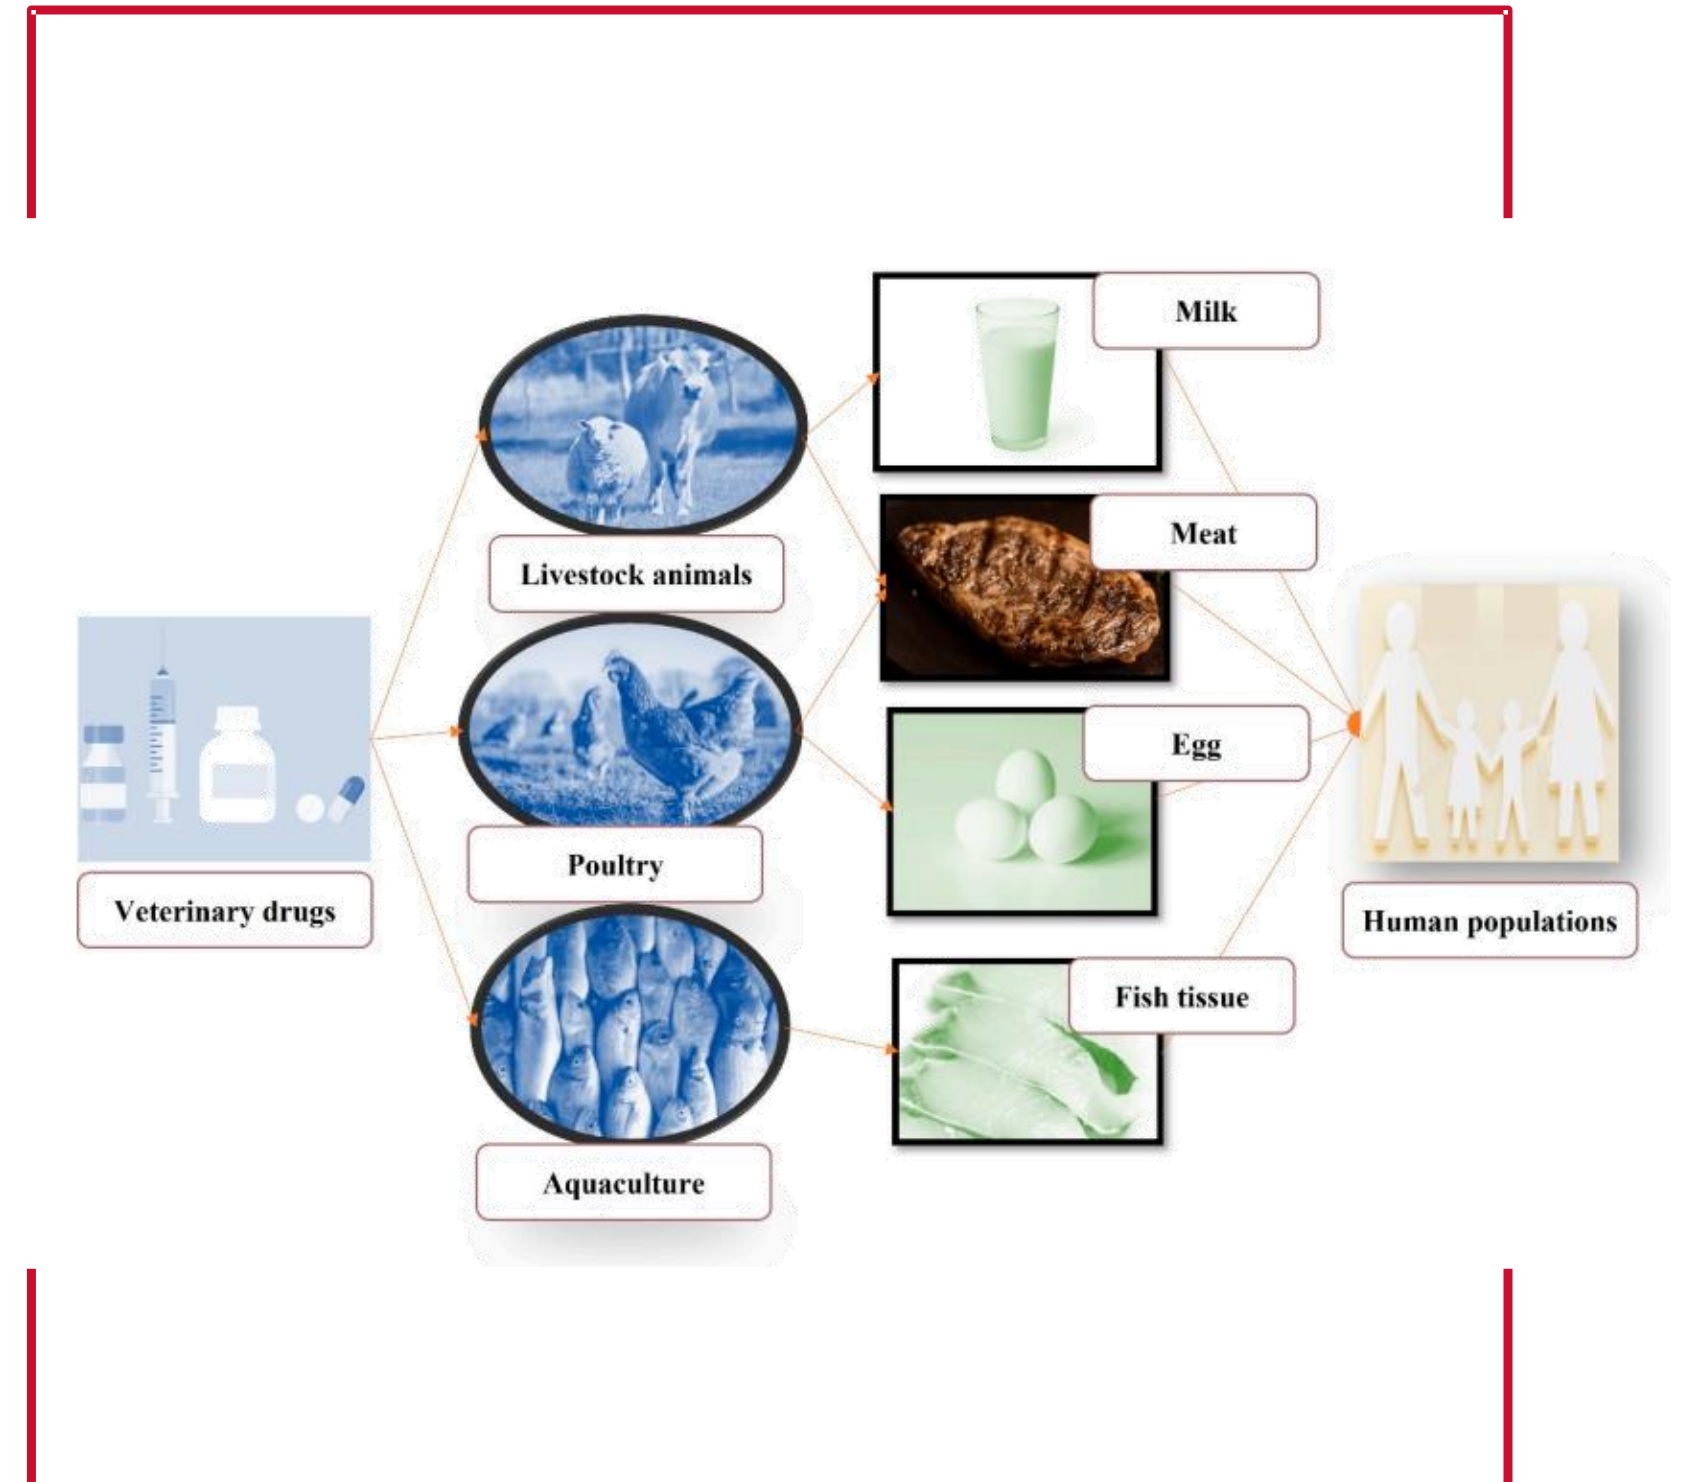 Milk
Livestock animals
Meat
Poultry
Egg
Veterinary drugs
Human populations
Aquaculture
Fish tissue